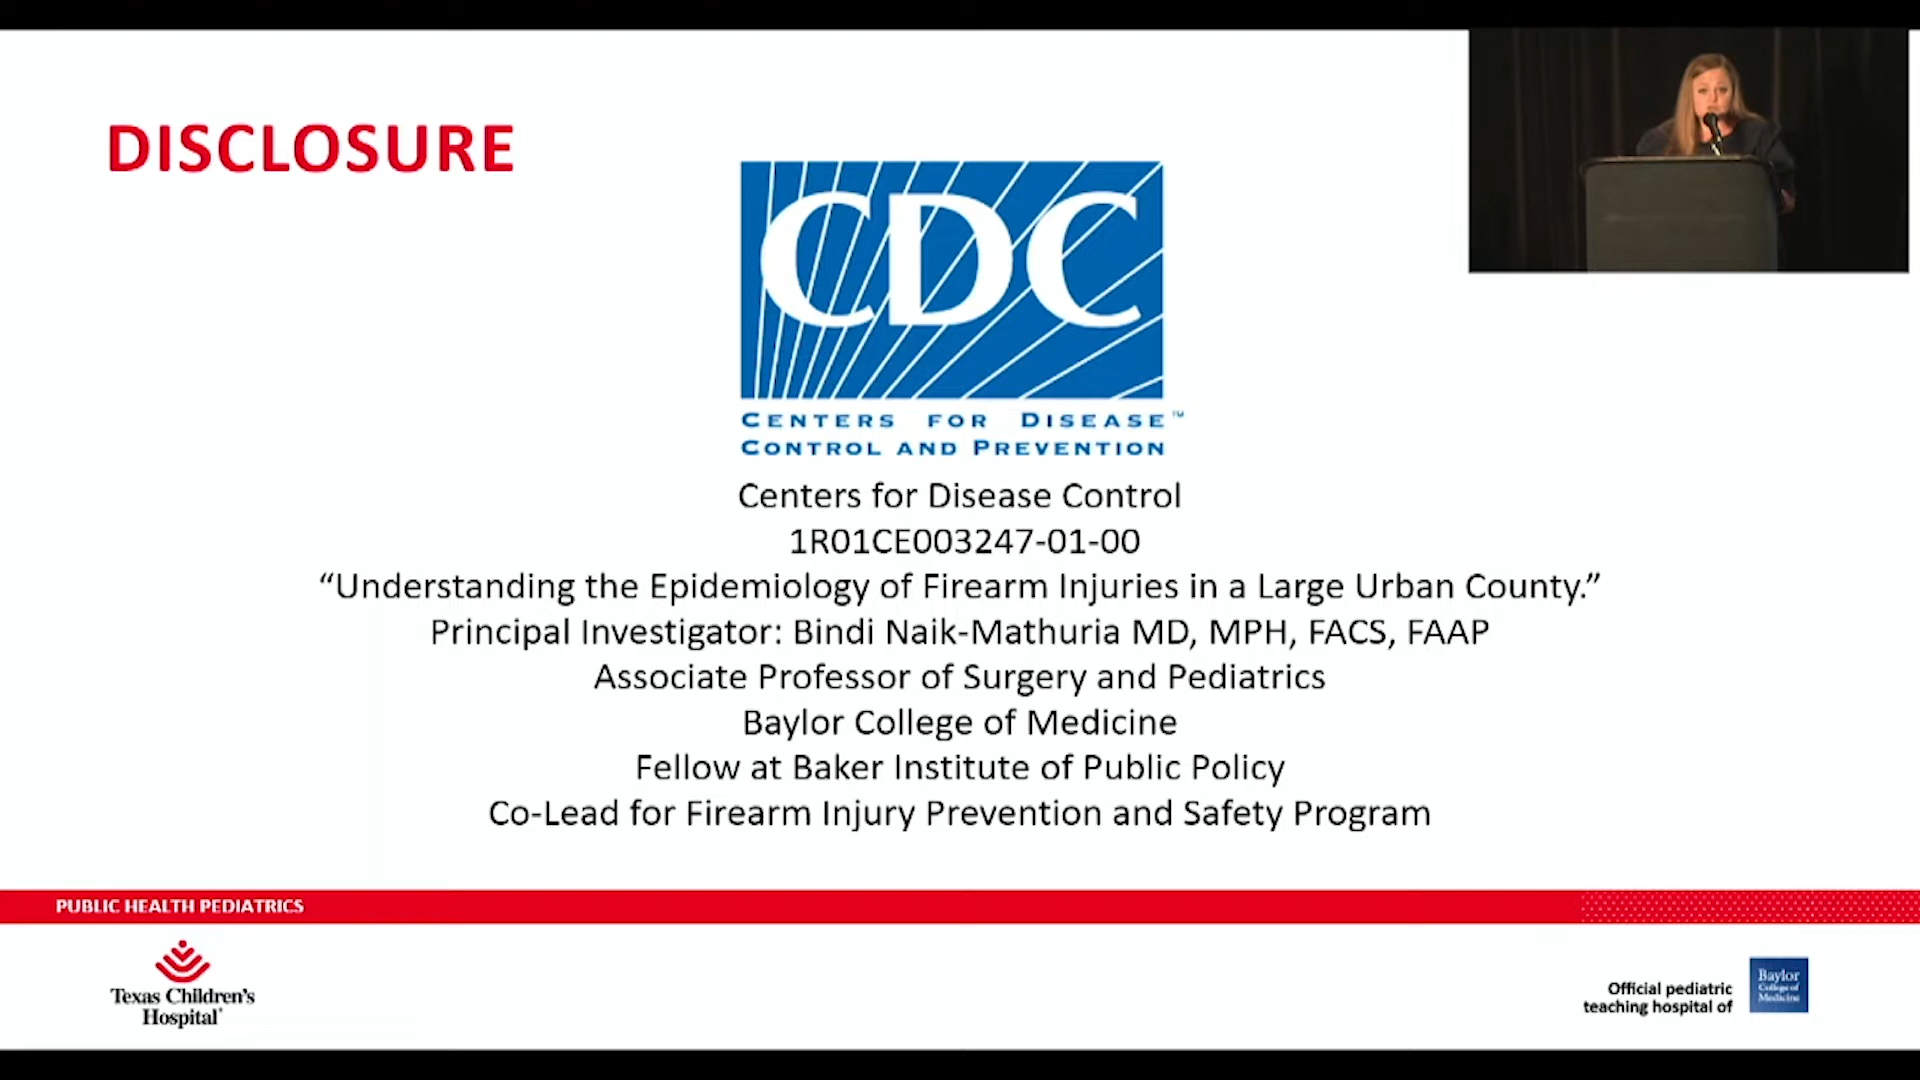 DISCLOSURE
CDC
CENTERS FOR DISEASE™
CONTROL AND PREVENTION
Centers for Disease Control
1R01CE003247-01-00
“Understanding the Epidemiology of Firearm Injuries in a Large Urban County.”
Principal Investigator: Bindi Naik-Mathuria MD, MPH, FACS, FAAP
Associate Professor of Surgery and Pediatrics
Baylor College of Medicine
Fellow at Baker Institute of Public Policy
Co-Lead for Firearm Injury Prevention and Safety Program
PUBLIC HEALTH PEDIATRICS
Texas Children's
Hospital®
Official pediatric
teaching hospital of
Baylor
College of
Medicine